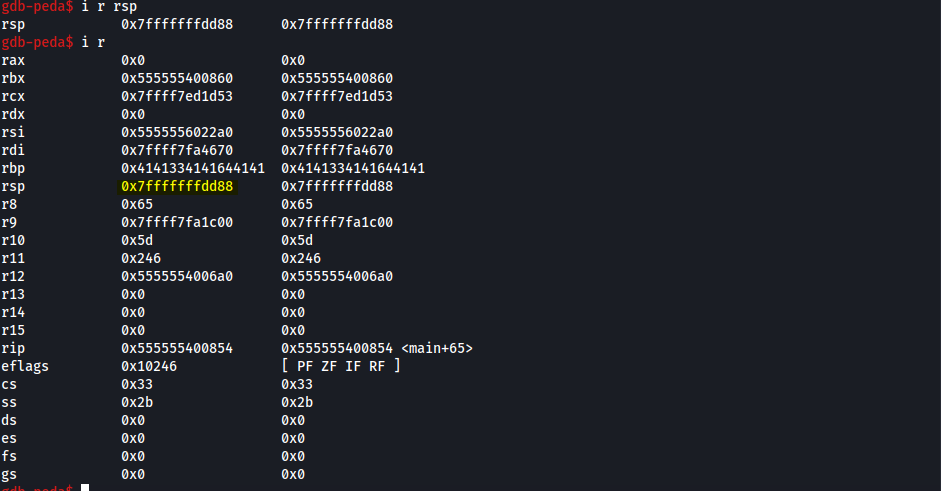 gdb-peda$ i r rsp
rsp 0x7fffffffdd88 0x7fffffffdd88
gdb-peda$ i r
rax 0x0 0x0
rbx 0x555555400860 0x555555400860
rcx 0x7ffff7ed1d53 0x7ffff7ed1d53
rdx 0x0 0x0
rsi 0x5555556022a0 0x5555556022a0
rdi 0x7ffff7fa4670 0x7ffff7fa4670
rbp 0x4141334141644141 0x4141334141644141
rsp 0x7fffffffdd88 0x7fffffffdd88
r8 0x65 0x65
r9 0x7ffff7fa1c00 0x7ffff7fa1c00
r10 0x5d 0x5d
r11 0x246 0x246
r12 0x5555554006a0 0x5555554006a0
r13 0x0 0x0
r14 0x0 0x0
r15 0x0 0x0
rip 0x555555400854 0x555555400854 <main+65>
eflags 0x10246 [ PF ZF IF RF ]
cs 0x33 0x33
ss 0x2b 0x2b
ds 0x0 0x0
es 0x0 0x0
fs 0x0 0x0
gs 0x0 0x0
gdb-peda$